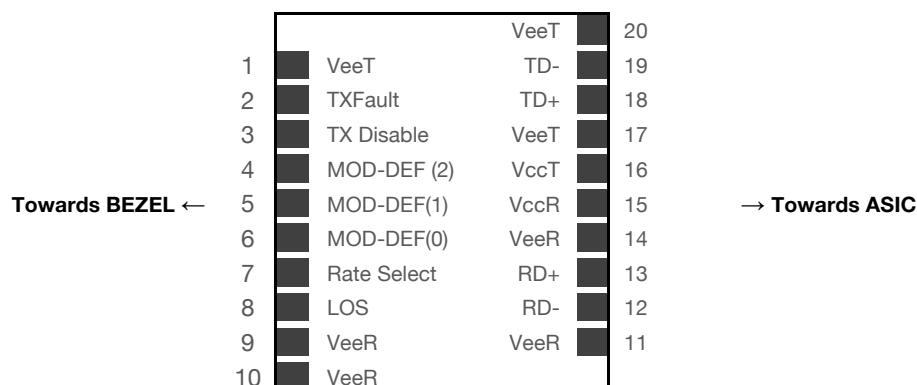 VeeT 20
1 VeeT TD- 19
2 TXFault TD+ 18
3 TX Disable VeeT 17
4 MOD-DEF (2) VccT 16
Towards BEZEL ← 5 MOD-DEF(1) VccR 15 → Towards ASIC
6 MOD-DEF(0) VeeR 14
7 Rate Select RD+ 13
8 LOS RD- 12
9 VeeR VeeR 11
10 VeeR